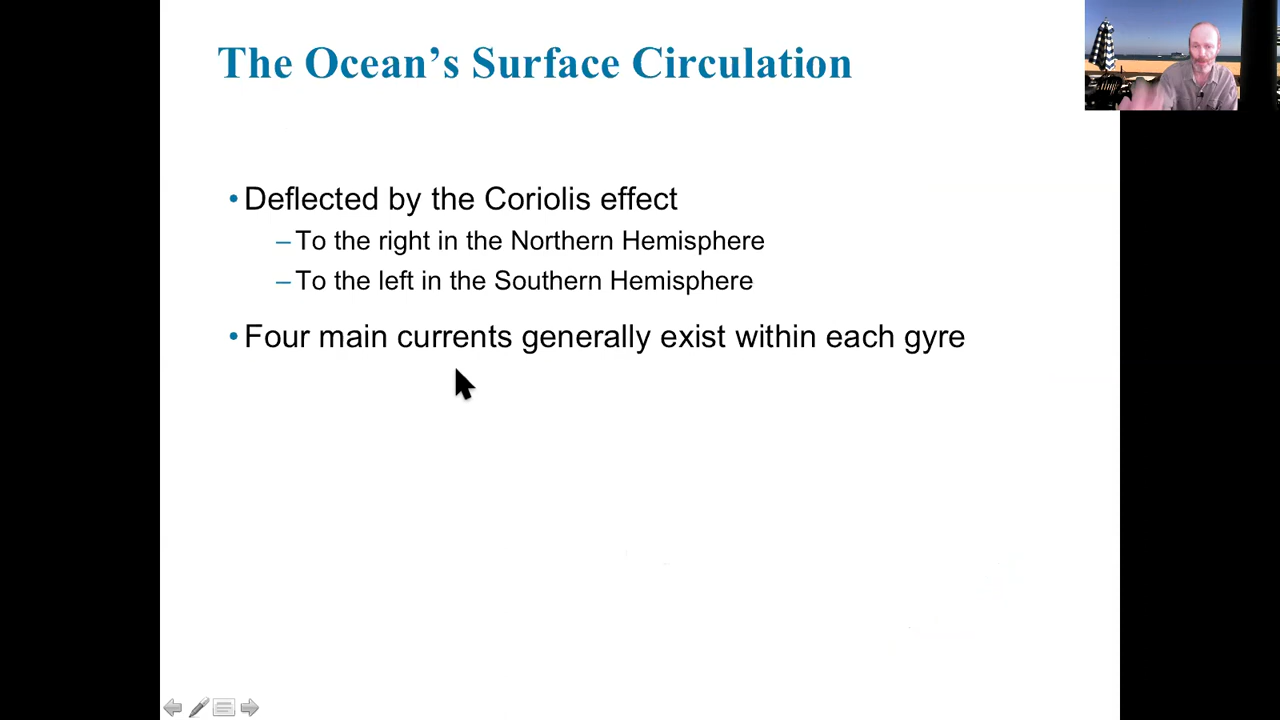 The Ocean’s Surface Circulation
•Deflected by the Coriolis effect
–To the right in the Northern Hemisphere
–To the left in the Southern Hemisphere
•Four main currents generally exist within each gyre